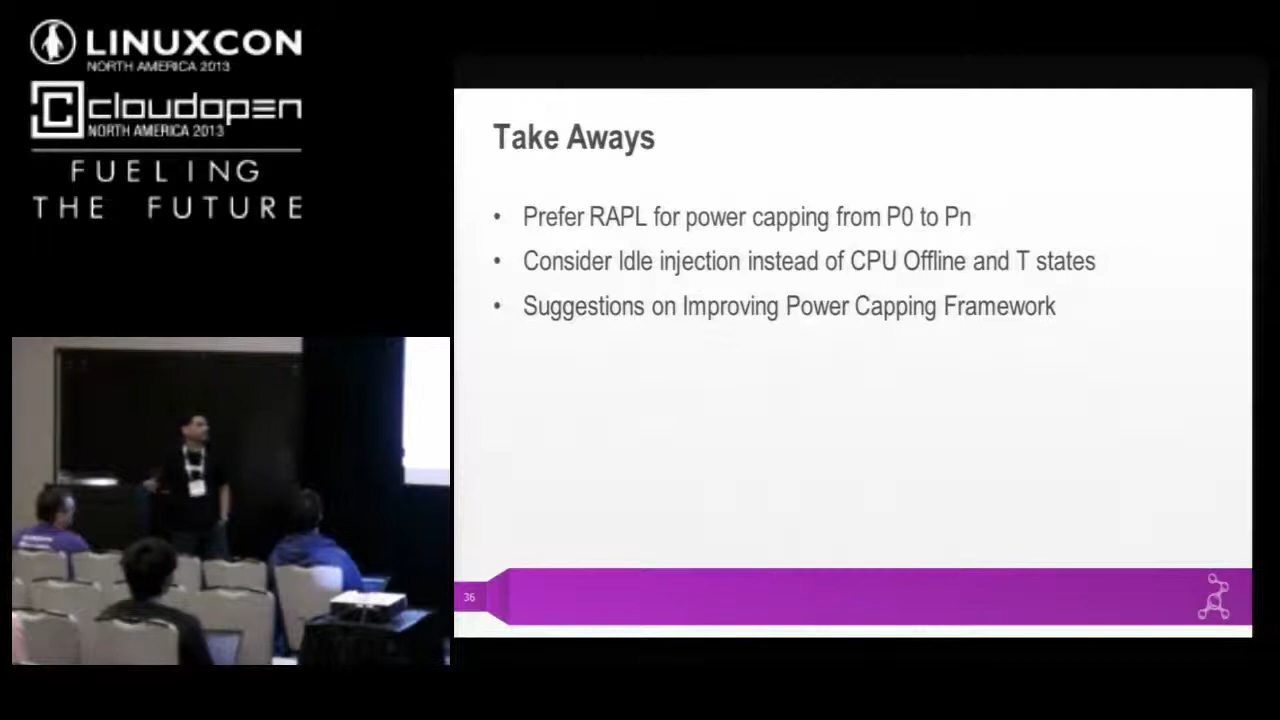 LINUXCON
NORTH AMERICA 2013
cloudopen
NORTH AMERICA 2013
FUELING
THE FUTURE
Take Aways
• Prefer RAPL for power capping from P0 to Pn
• Consider Idle injection instead of CPU Offline and T states
• Suggestions on Improving Power Capping Framework
36